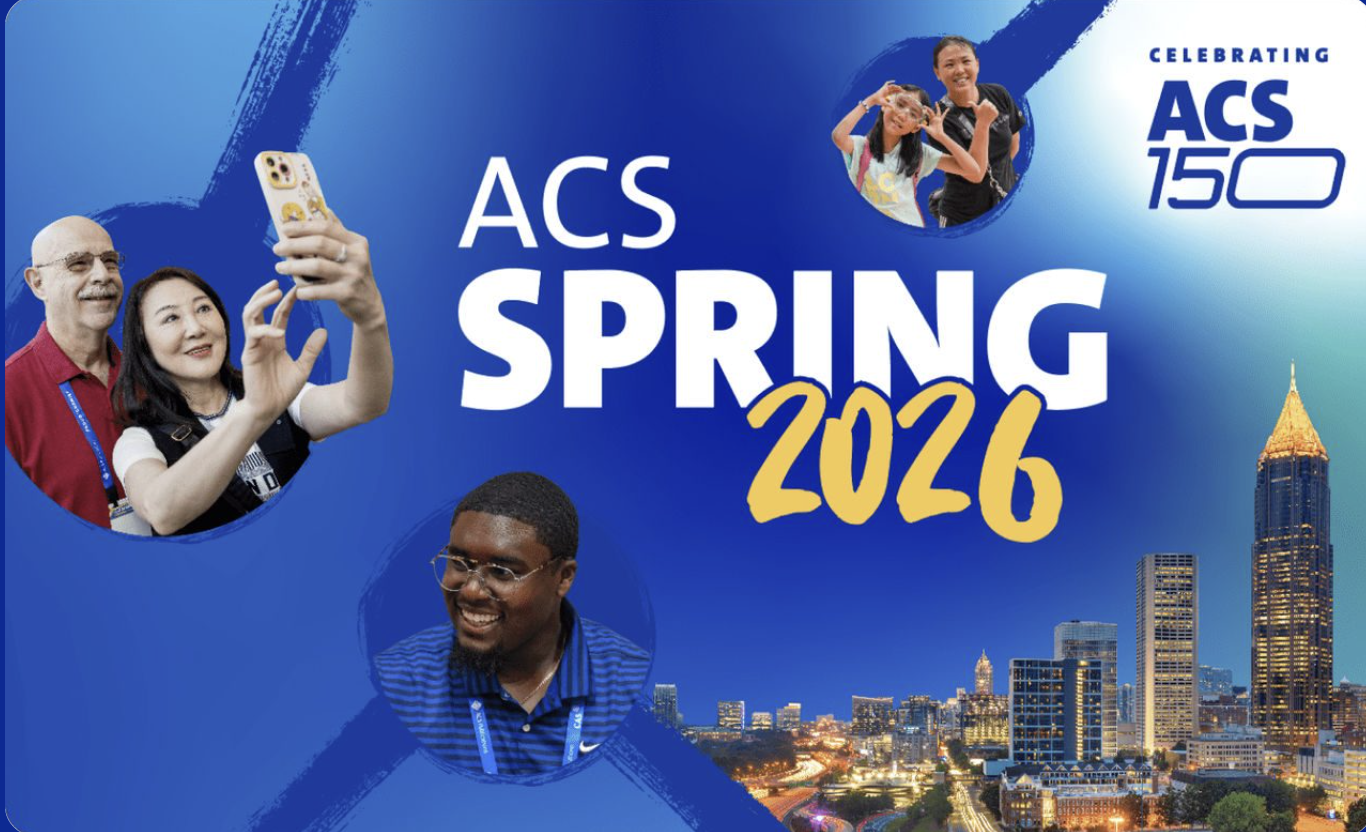 CELEBRATING
ACS
150
ACS
SPRING
2026